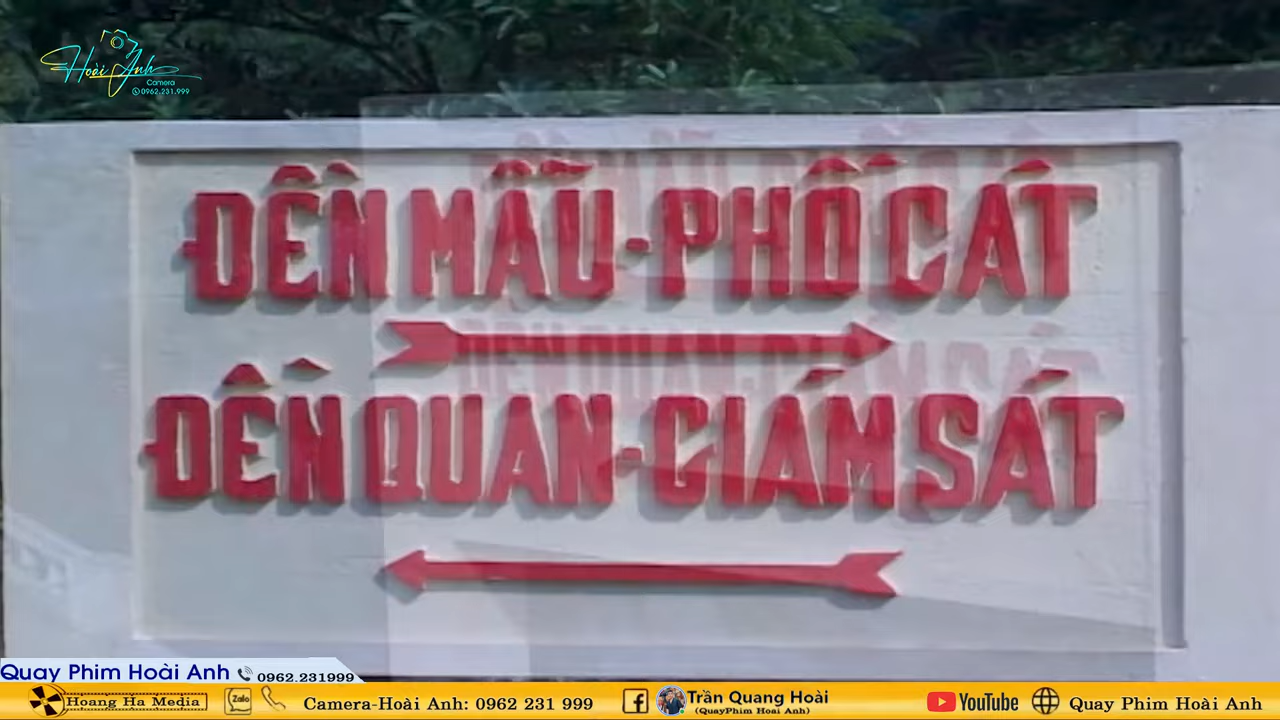 Hoài Anh
Camera
0962.231.999
ĐỀN MẪU-PHỐ CÁT
ĐỀN QUAN-GIÁM SÁT
Quay Phim Hoài Anh 0962.231999
Hoang Ha Media Zalo Camera-Hoài Anh: 0962 231 999 Trần Quang Hoài YouTube Quay Phim Hoài Anh
(QuayPhim Hoai Anh)